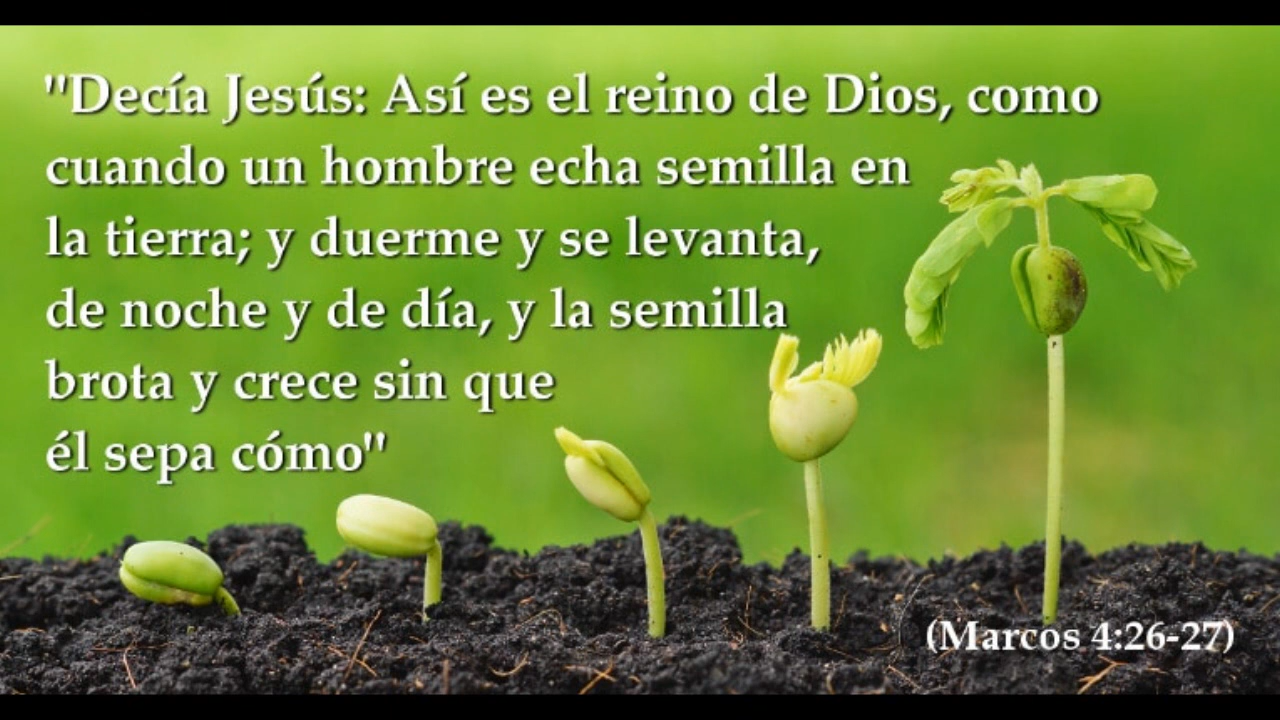 "Decía Jesús: Así es el reino de Dios, como
cuando un hombre echa semilla en
la tierra; y duerme y se levanta,
de noche y de día, y la semilla
brota y crece sin que
él sepa cómo"
(Marcos 4:26-27)